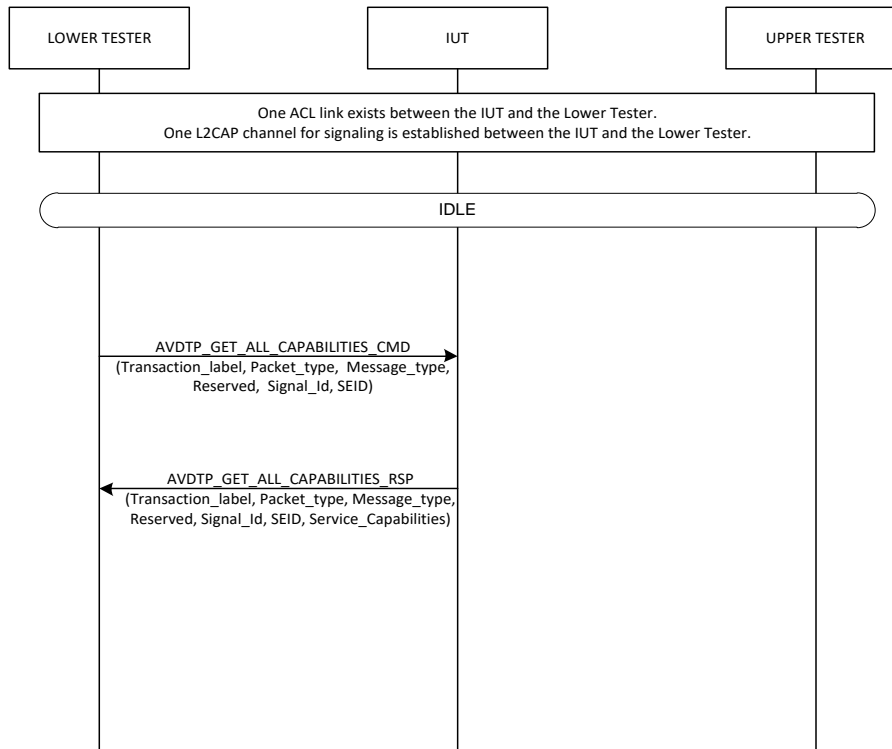 LOWER TESTER
IUT
UPPER TESTER
One ACL link exists between the IUT and the Lower Tester.
One L2CAP channel for signaling is established between the IUT and the Lower Tester.
IDLE
AVDTP_GET_ALL_CAPABILITIES_CMD
(Transaction_label, Packet_type, Message_type,
Reserved, Signal_Id, SEID)
AVDTP_GET_ALL_CAPABILITIES_RSP
(Transaction_label, Packet_type, Message_type,
Reserved, Signal_Id, SEID, Service_Capabilities)